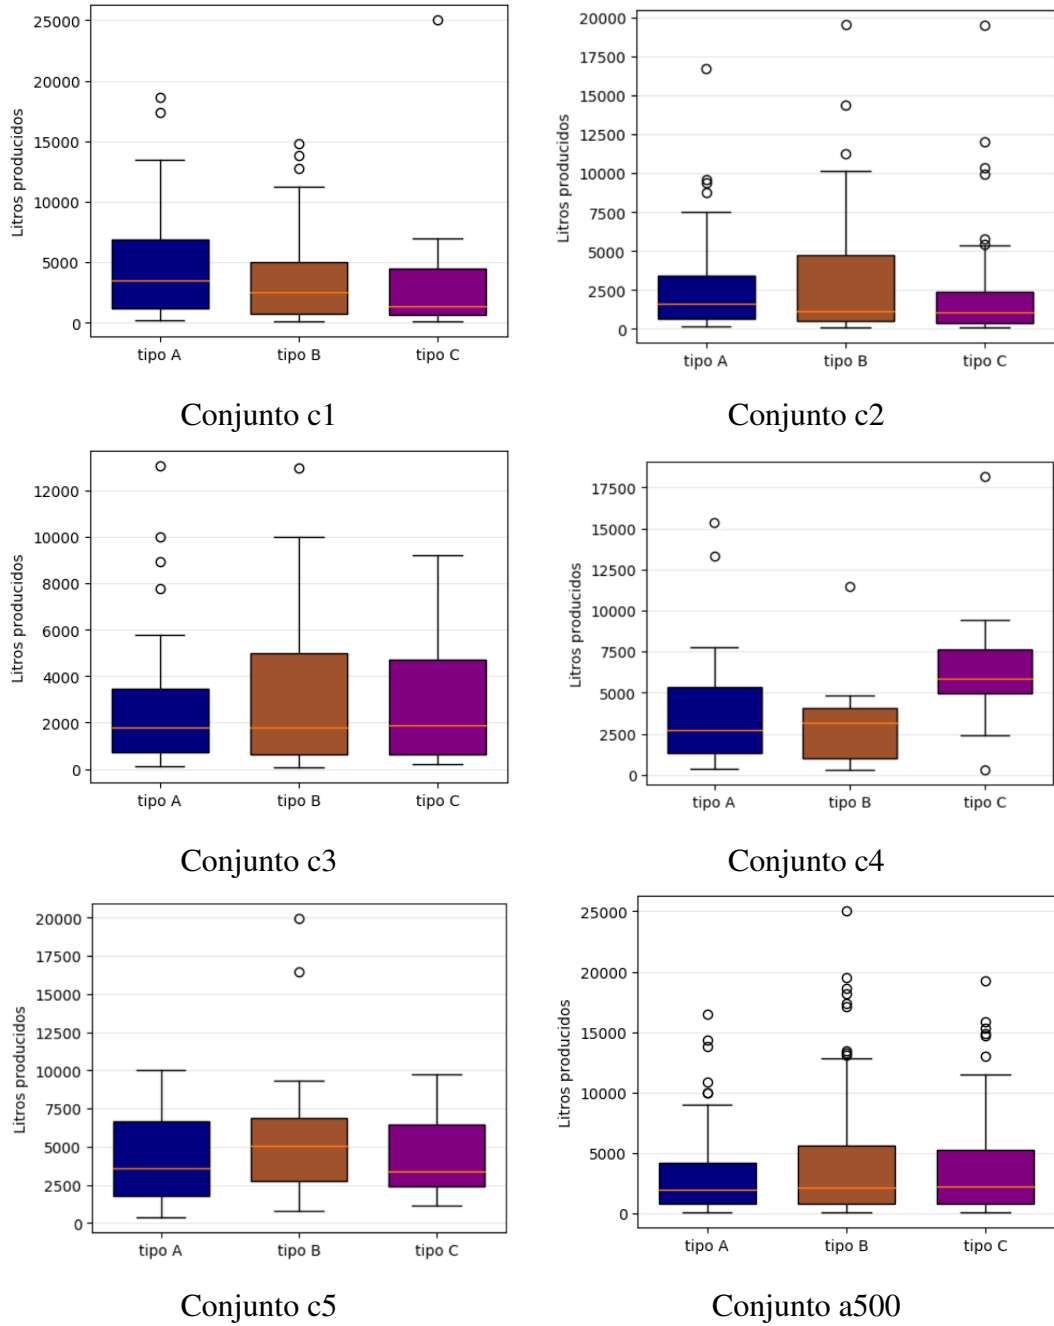 Litros producidos
25000
20000
15000
10000
5000
0
tipo A tipo B tipo C
Conjunto c1
Litros producidos
20000
17500
15000
12500
10000
7500
5000
2500
0
tipo A tipo B tipo C
Conjunto c2
Litros producidos
12000
10000
8000
6000
4000
2000
0
tipo A tipo B tipo C
Conjunto c3
Litros producidos
17500
15000
12500
10000
7500
5000
2500
0
tipo A tipo B tipo C
Conjunto c4
Litros producidos
20000
17500
15000
12500
10000
7500
5000
2500
0
tipo A tipo B tipo C
Conjunto c5
Litros producidos
25000
20000
15000
10000
5000
0
tipo A tipo B tipo C
Conjunto a500